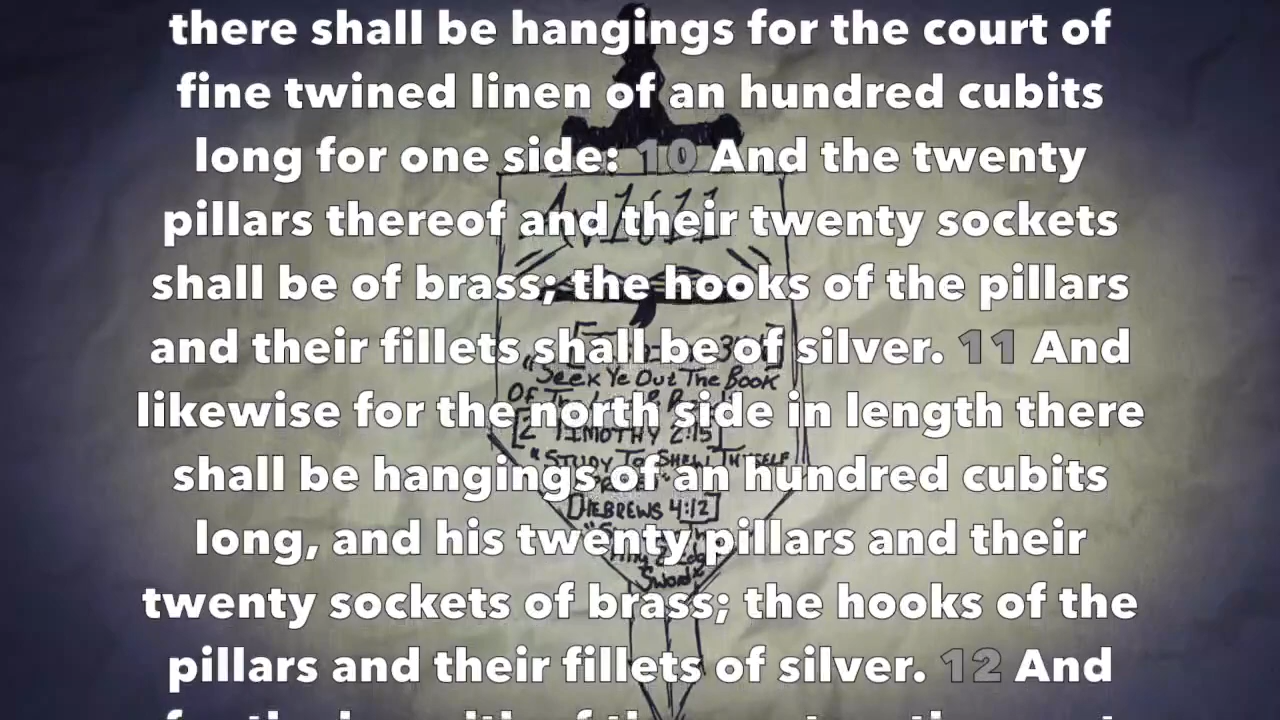 there shall be hangings for the court of
fine twined linen of an hundred cubits
long for one side: 10 And the twenty
pillars thereof and their twenty sockets
shall be of brass; the hooks of the pillars
and their fillets shall be of silver. 11 And
likewise for the north side in length there
shall be hangings of an hundred cubits
long, and his twenty pillars and their
twenty sockets of brass; the hooks of the
pillars and their fillets of silver. 12 And
Av1611
"Seek Ye Out The Book
Of
[2 TIMOTHY 2:15]
"STUDY To SHEW THYSELF
[HEBREWS 4:12]
Sword"